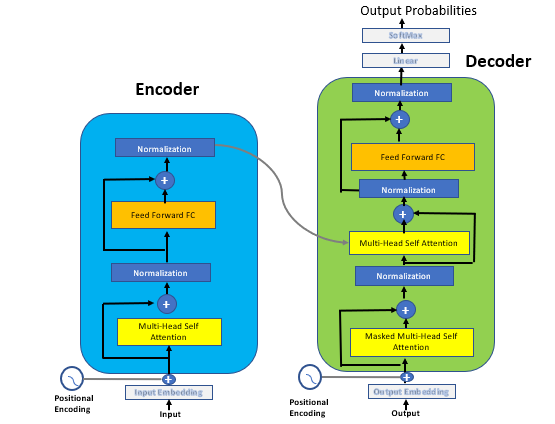 Output Probabilities
SoftMax
Linear
Decoder
Normalization
+
Feed Forward FC
Normalization
+
Multi-Head Self Attention
Normalization
+
Masked Multi-Head Self
Attention
+
Positional
Encoding
Output Embedding
Output
Encoder
Normalization
+
Feed Forward FC
Normalization
+
Multi-Head Self
Attention
+
Positional
Encoding
Input Embedding
Input